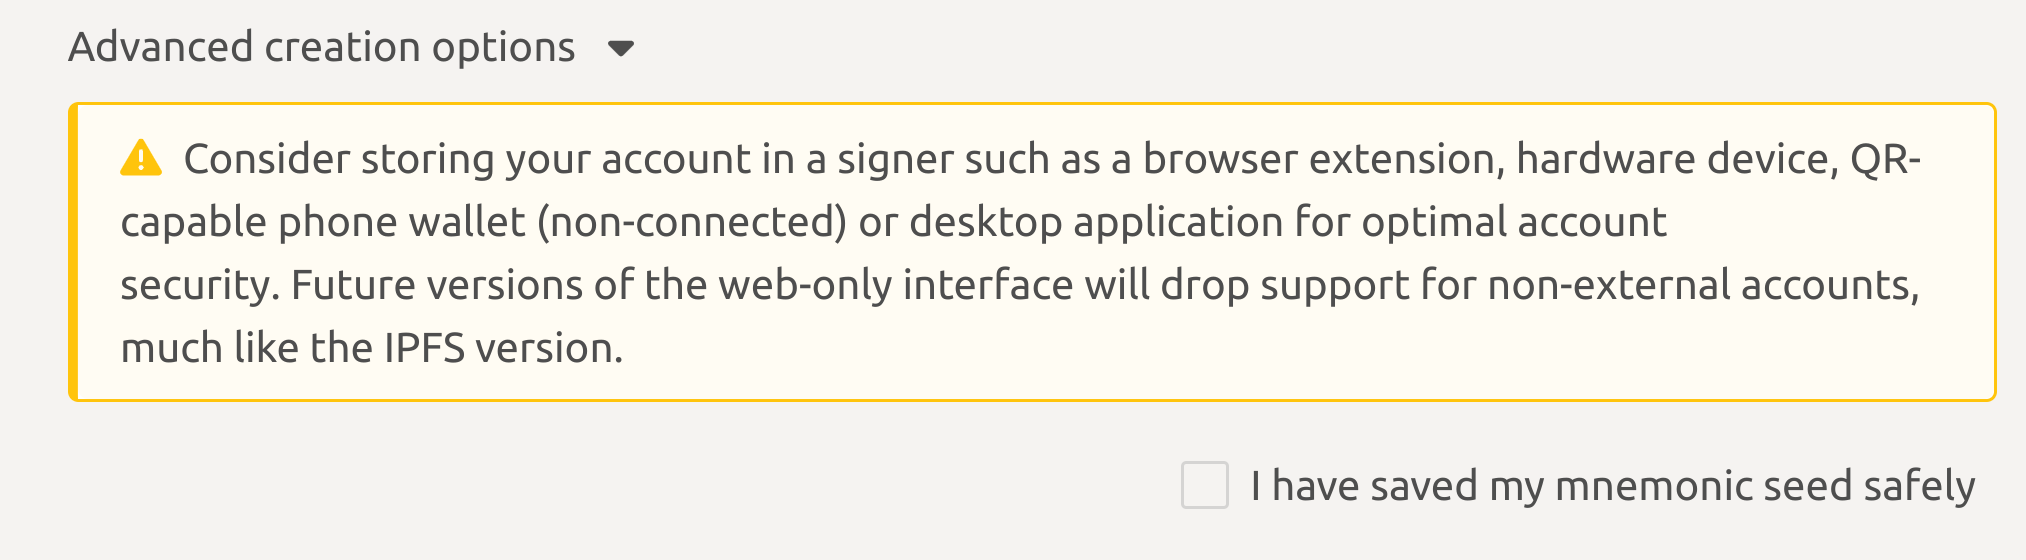 Advanced creation options
Consider storing your account in a signer such as a browser extension, hardware device, QR-
capable phone wallet (non-connected) or desktop application for optimal account
security. Future versions of the web-only interface will drop support for non-external accounts,
much like the IPFS version.
I have saved my mnemonic seed safely